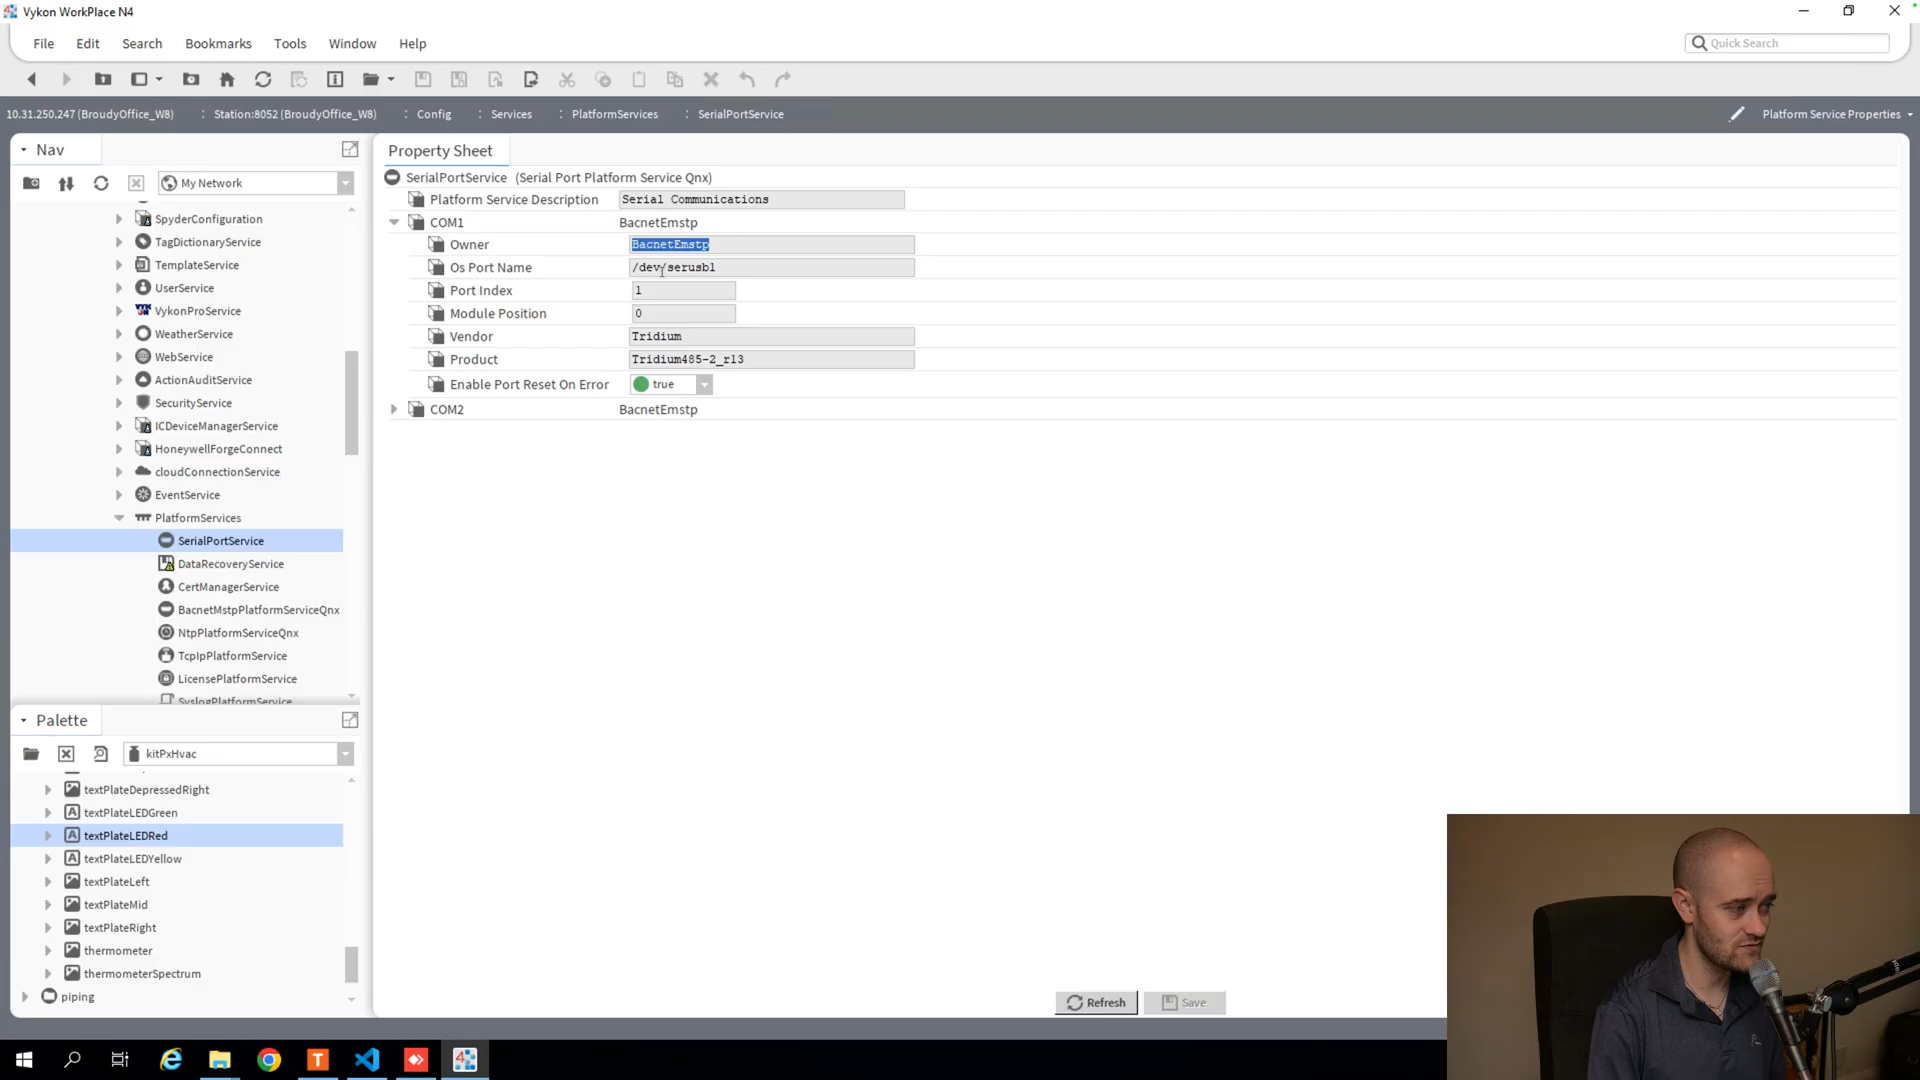 Vykon WorkPlace N4
File Edit Search Bookmarks Tools Window Help
Quick Search
10.31.250.247 (BroudyOffice_W8) : Station:8052 (BroudyOffice_W8) : Config : Services : PlatformServices : SerialPortService
Platform Service Properties
Nav
My Network
SpyderConfiguration
TagDictionaryService
TemplateService
UserService
VykonProService
WeatherService
WebService
ActionAuditService
SecurityService
ICDeviceManagerService
HoneywellForgeConnect
cloudConnectionService
EventService
PlatformServices
SerialPortService
DataRecoveryService
CertManagerService
BacnetMstpPlatformServiceQnx
NtpPlatformServiceQnx
TcpIpPlatformService
LicensePlatformService
SyslogPlatformService
Palette
kitPxHvac
textPlateDepressedRight
textPlateLEDGreen
textPlateLEDRed
textPlateLEDYellow
textPlateLeft
textPlateMid
textPlateRight
thermometer
thermometerSpectrum
piping
Property Sheet
SerialPortService (Serial Port Platform Service Qnx)
Platform Service Description Serial Communications
COM1 BacnetEmstp
Owner BacnetEmstp
Os Port Name /dev/serusb1
Port Index 1
Module Position 0
Vendor Tridium
Product Tridium485-2_r13
Enable Port Reset On Error true
COM2 BacnetEmstp
Refresh Save